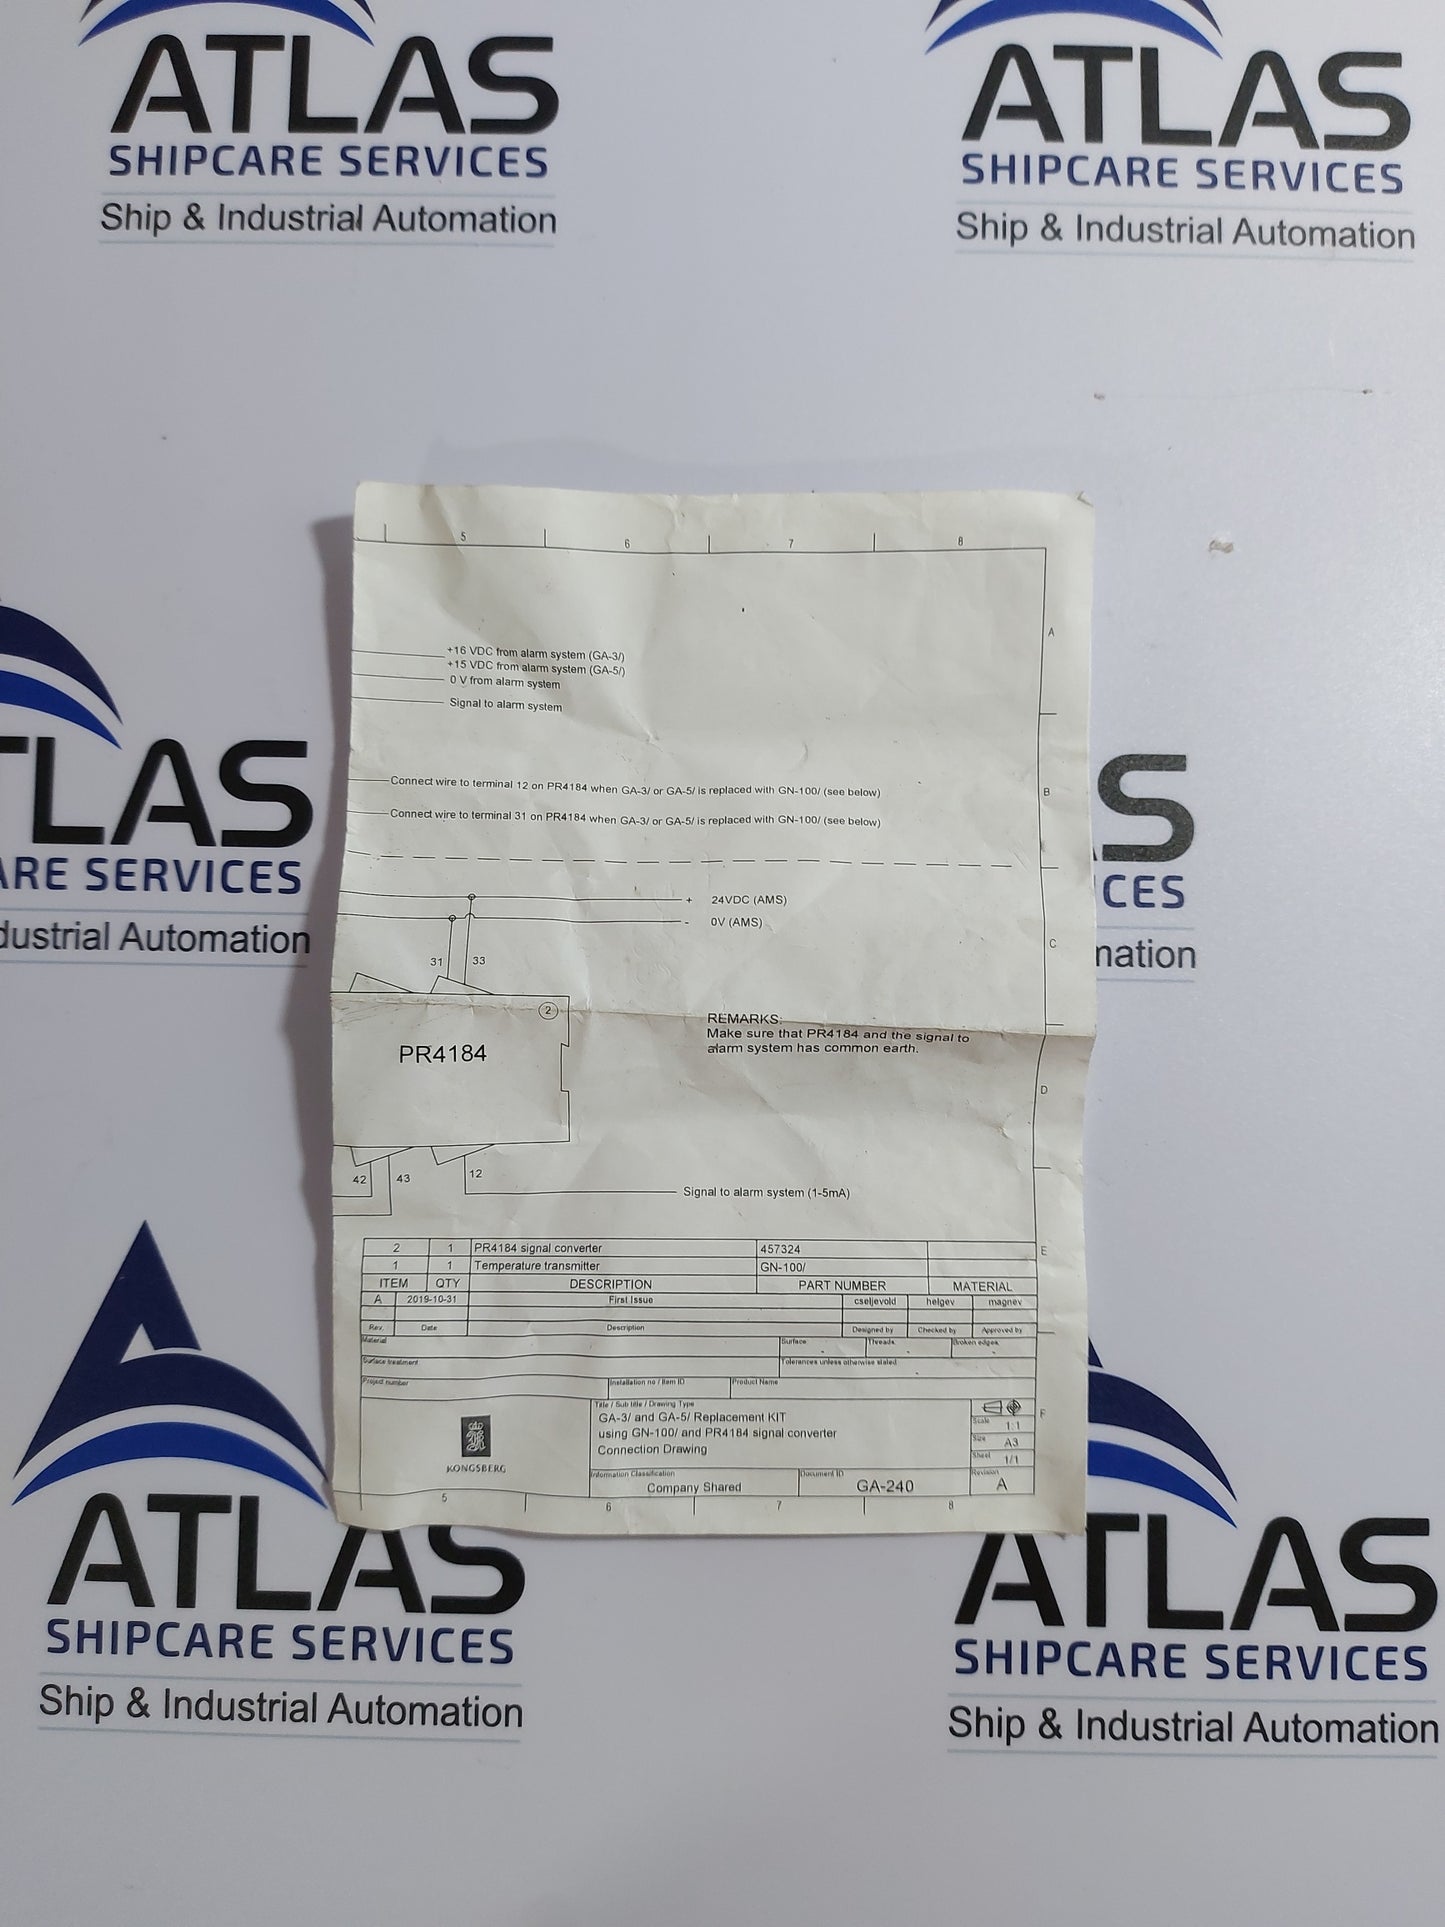 ATLAS
SHIPCARE SERVICES
Ship & Industrial Automation
ATLAS
SHIPCARE SERVICES
Ship & Industrial Automation
5
6
7
8
A
+16 VDC from alarm system (GA-3/)
+15 VDC from alarm system (GA-5/)
0 V from alarm system
Signal to alarm system
TLAS
ARE SERVICES
dustrial Automation
S
CES
mation
Connect wire to terminal 12 on PR4184 when GA-3/ or GA-5/ is replaced with GN-100/ (see below)
B
Connect wire to terminal 31 on PR4184 when GA-3/ or GA-5/ is replaced with GN-100/ (see below)
+ 24VDC (AMS)
- 0V (AMS)
C
31 33
2
PR4184
REMARKS:
Make sure that PR4184 and the signal to
alarm system has common earth.
D
42 43 12
Signal to alarm system (1-5mA)
E
2 1 PR4184 signal converter 457324
1 1 Temperature transmitter GN-100/
ITEM QTY DESCRIPTION PART NUMBER MATERIAL
A 2019-10-31 First Issue cseljevold helgev magnev
Rev. Date Description Designed by Checked by Approved by
Material Surface - Threads - Broken edges -
Surface treatment Tolerances unless otherwise stated
Project number Installation no / Item ID Product Name
Title / Sub title / Drawing Type
GA-3/ and GA-5/ Replacement KIT
using GN-100/ and PR4184 signal converter
Connection Drawing
Scale 1:1
Size A3
Sheet 1/1
F
KONGSBERG
Information Classification
Company Shared
Document ID
GA-240
Revision
A
5
6
7
8
ATLAS
SHIPCARE SERVICES
Ship & Industrial Automation
ATLAS
SHIPCARE SERVICES
Ship & Industrial Automation